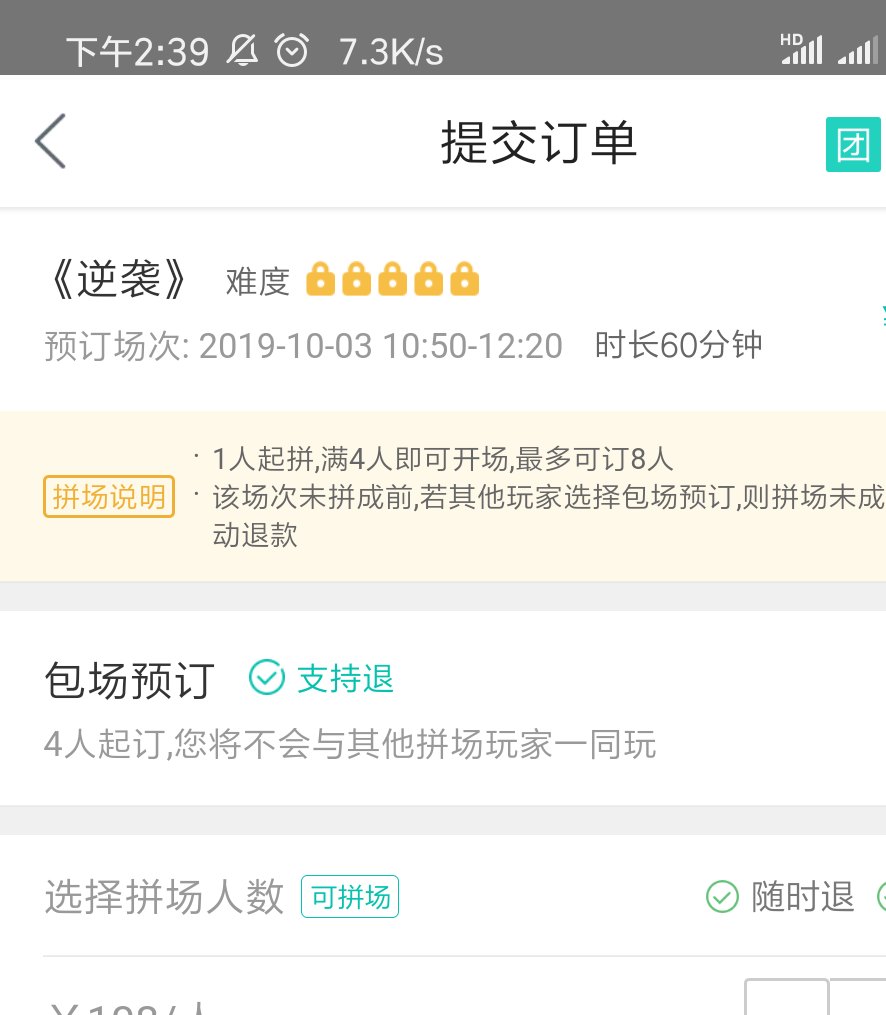 下午2:39 7.3K/s HD
提交订单 团
《逆袭》 难度
预订场次: 2019-10-03 10:50-12:20 时长60分钟
· 1人起拼,满4人即可开场,最多可订8人
拼场说明 · 该场次未拼成前,若其他玩家选择包场预订,则拼场未成
动退款
包场预订 支持退
4人起订,您将不会与其他拼场玩家一同玩
选择拼场人数 可拼场 随时退